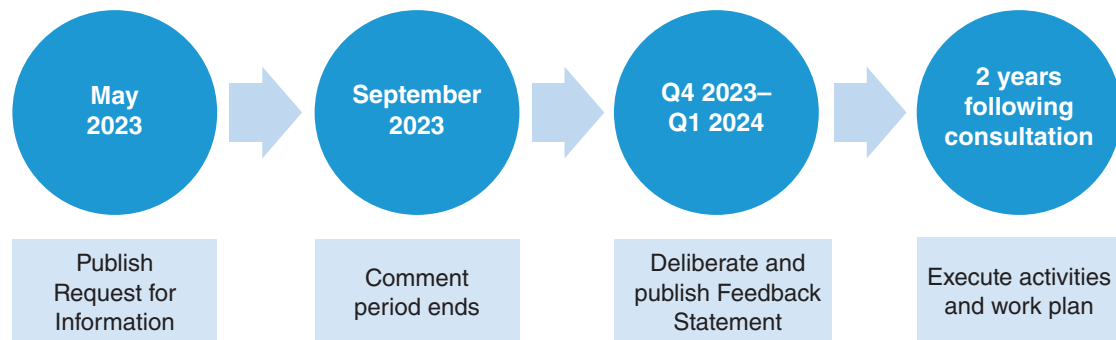 May
2023
September
2023
Q4 2023–
Q1 2024
2 years
following
consultation
Publish
Request for
Information
Comment
period ends
Deliberate and
publish Feedback
Statement
Execute activities
and work plan